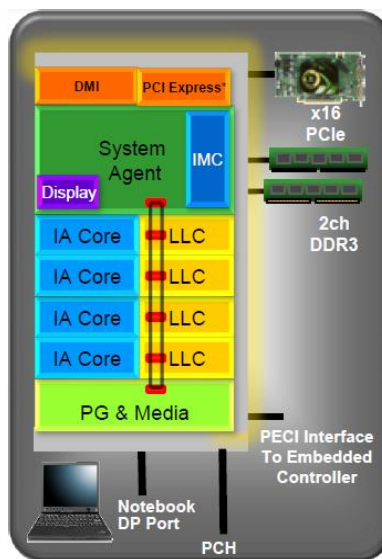 DMI
PCI Express*
x16
PCIe
System
Agent
IMC
Display
2ch
DDR3
IA Core
LLC
IA Core
LLC
IA Core
LLC
IA Core
LLC
PG & Media
PECI Interface
To Embedded
Controller
Notebook
DP Port
PCH